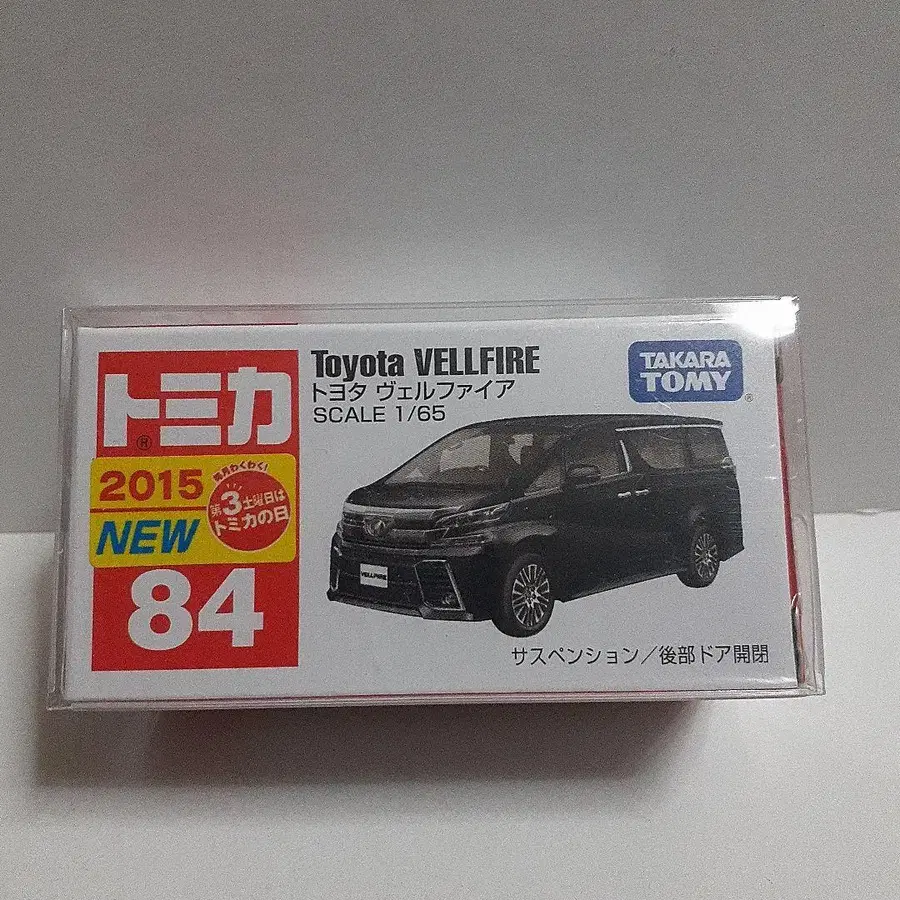 トミカ
®
2015
NEW
毎月わくわく!
第3土曜日は
トミカの日
84
Toyota VELLFIRE
トヨタ ヴェルファイア
SCALE 1/65
TAKARA
TOMY
®
VELLFIRE
サスペンション/後部ドア開閉